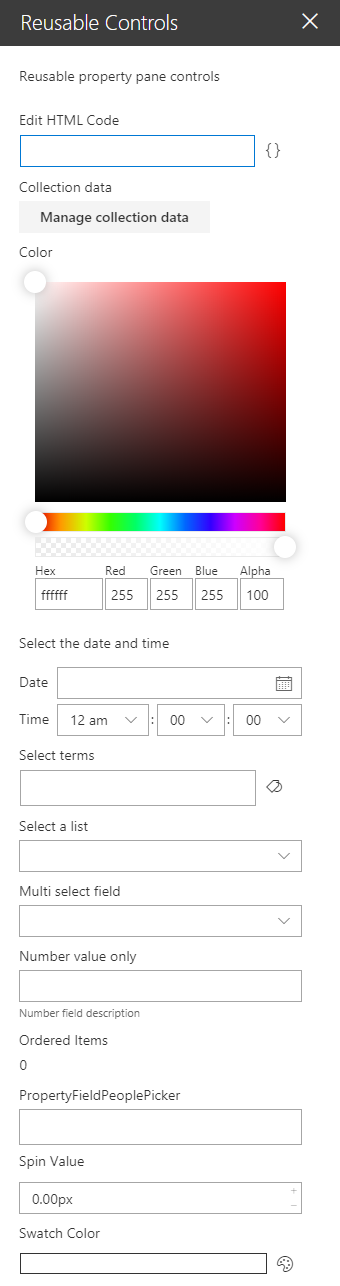 Reusable Controls
Reusable property pane controls
Edit HTML Code
{ }
Collection data
Manage collection data
Color
Hex Red Green Blue Alpha
ffffff 255 255 255 100
Select the date and time
Date
Time 12 am : 00 : 00
Select terms
Select a list
Multi select field
Number value only
Number field description
Ordered Items
0
PropertyFieldPeoplePicker
Spin Value
0.00px
Swatch Color